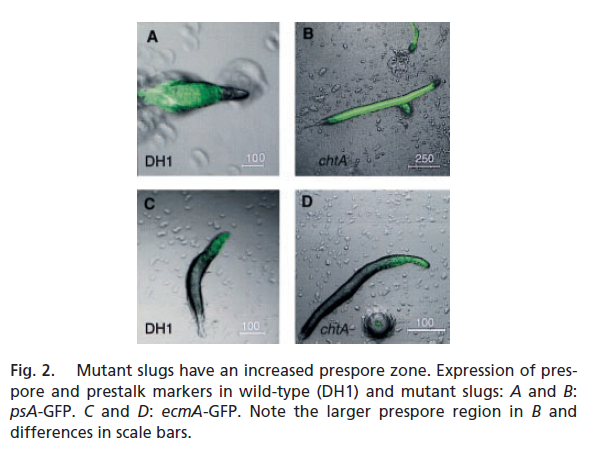 A
DH1
100
B
chtA-
250
C
DH1
100
D
chtA-
100
Fig. 2. Mutant slugs have an increased prespore zone. Expression of pres-
pore and prestalk markers in wild-type (DH1) and mutant slugs: A and B:
psA-GFP. C and D: ecmA-GFP. Note the larger prespore region in B and
differences in scale bars.